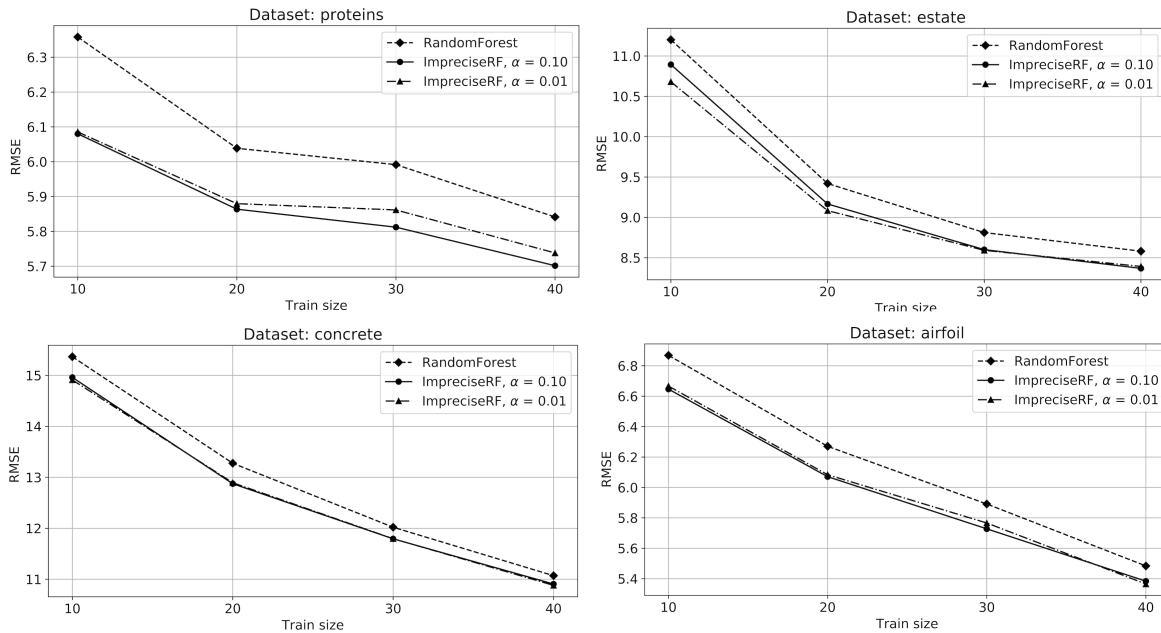 Dataset: proteins
6.3
6.2
6.1
6.0
5.9
5.8
5.7
RMSE
RandomForest
ImpreciseRF, α = 0.10
ImpreciseRF, α = 0.01
10 20 30 40
Train size
Dataset: estate
11.0
10.5
10.0
9.5
9.0
8.5
RMSE
RandomForest
ImpreciseRF, α = 0.10
ImpreciseRF, α = 0.01
10 20 30 40
Train size
Dataset: concrete
15
14
13
12
11
RMSE
RandomForest
ImpreciseRF, α = 0.10
ImpreciseRF, α = 0.01
10 20 30 40
Train size
Dataset: airfoil
6.8
6.6
6.4
6.2
6.0
5.8
5.6
5.4
RMSE
RandomForest
ImpreciseRF, α = 0.10
ImpreciseRF, α = 0.01
10 20 30 40
Train size